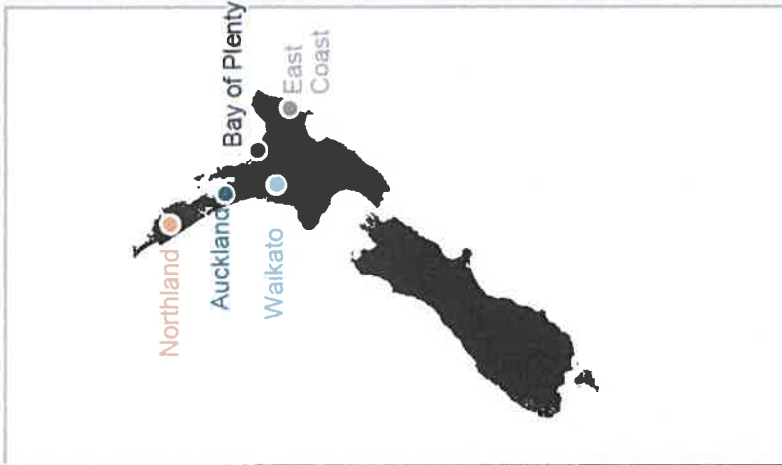 Northland
Auckland
Waikato
Bay of Plenty
East
Coast